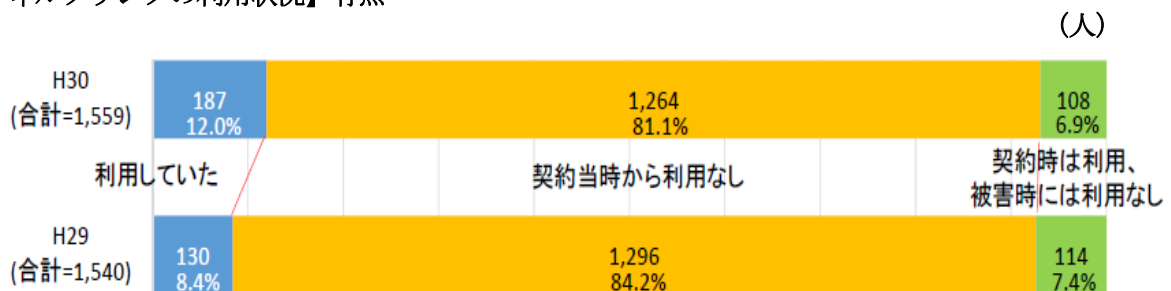 (人)
H30
(合計=1,559)
187
12.0%
1,264
81.1%
108
6.9%
利用していた
契約当時から利用なし
契約時は利用、
被害時には利用なし
H29
(合計=1,540)
130
8.4%
1,296
84.2%
114
7.4%